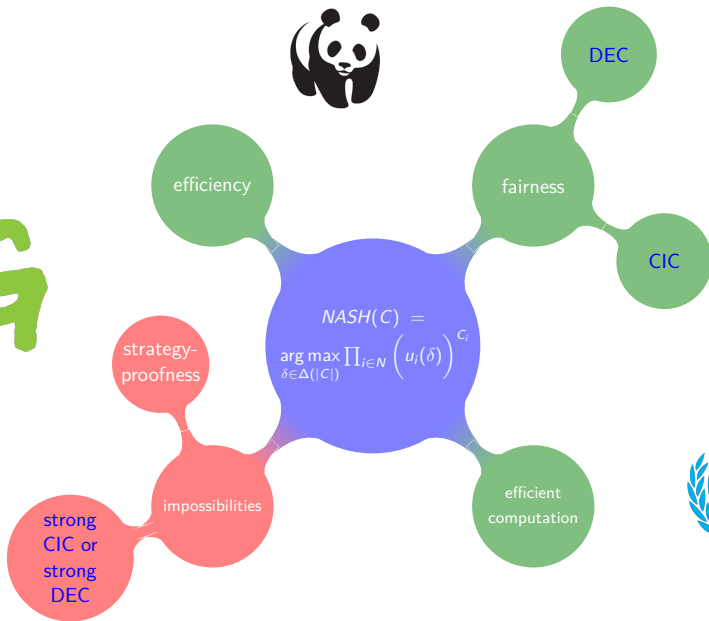 DEC
efficiency
fairness
CIC
NASH(C) =
arg max ∏_{i∈N} (u_i(δ))^{C_i}
δ∈Δ(|C|)
strategy-
proofness
impossibilities
efficient
computation
strong
CIC or
strong
DEC